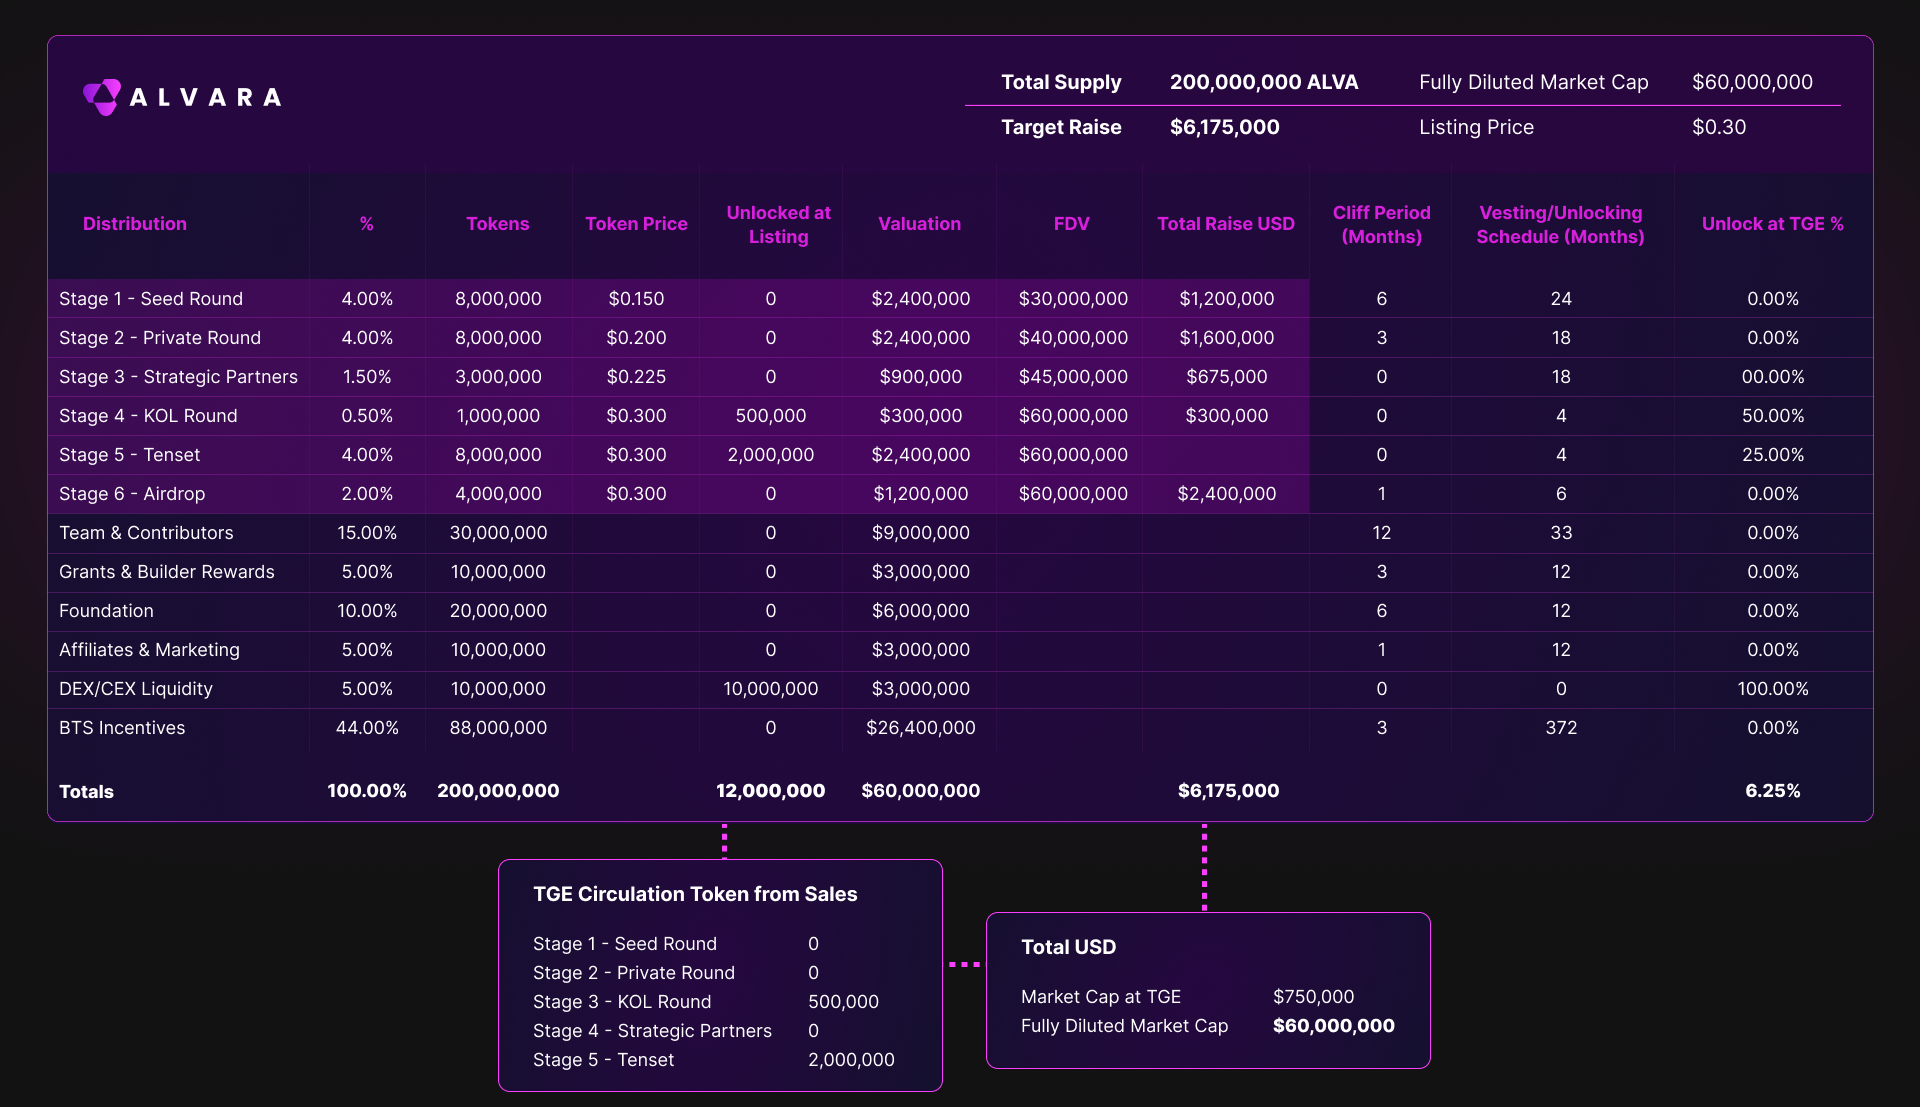 ALVARA
Total Supply 200,000,000 ALVA Fully Diluted Market Cap $60,000,000
Target Raise $6,175,000 Listing Price $0.30
Distribution % Tokens Token Price Unlocked at Listing Valuation FDV Total Raise USD Cliff Period (Months) Vesting/Unlocking Schedule (Months) Unlock at TGE %
Stage 1 - Seed Round 4.00% 8,000,000 $0.150 0 $2,400,000 $30,000,000 $1,200,000 6 24 0.00%
Stage 2 - Private Round 4.00% 8,000,000 $0.200 0 $2,400,000 $40,000,000 $1,600,000 3 18 0.00%
Stage 3 - Strategic Partners 1.50% 3,000,000 $0.225 0 $900,000 $45,000,000 $675,000 0 18 00.00%
Stage 4 - KOL Round 0.50% 1,000,000 $0.300 500,000 $300,000 $60,000,000 $300,000 0 4 50.00%
Stage 5 - Tenset 4.00% 8,000,000 $0.300 2,000,000 $2,400,000 $60,000,000 0 4 25.00%
Stage 6 - Airdrop 2.00% 4,000,000 $0.300 0 $1,200,000 $60,000,000 $2,400,000 1 6 0.00%
Team & Contributors 15.00% 30,000,000 0 $9,000,000 12 33 0.00%
Grants & Builder Rewards 5.00% 10,000,000 0 $3,000,000 3 12 0.00%
Foundation 10.00% 20,000,000 0 $6,000,000 6 12 0.00%
Affiliates & Marketing 5.00% 10,000,000 0 $3,000,000 1 12 0.00%
DEX/CEX Liquidity 5.00% 10,000,000 10,000,000 $3,000,000 0 0 100.00%
BTS Incentives 44.00% 88,000,000 0 $26,400,000 3 372 0.00%
Totals 100.00% 200,000,000 12,000,000 $60,000,000 $6,175,000 6.25%
TGE Circulation Token from Sales
Stage 1 - Seed Round 0
Stage 2 - Private Round 0
Stage 3 - KOL Round 500,000
Stage 4 - Strategic Partners 0
Stage 5 - Tenset 2,000,000
Total USD
Market Cap at TGE $750,000
Fully Diluted Market Cap $60,000,000